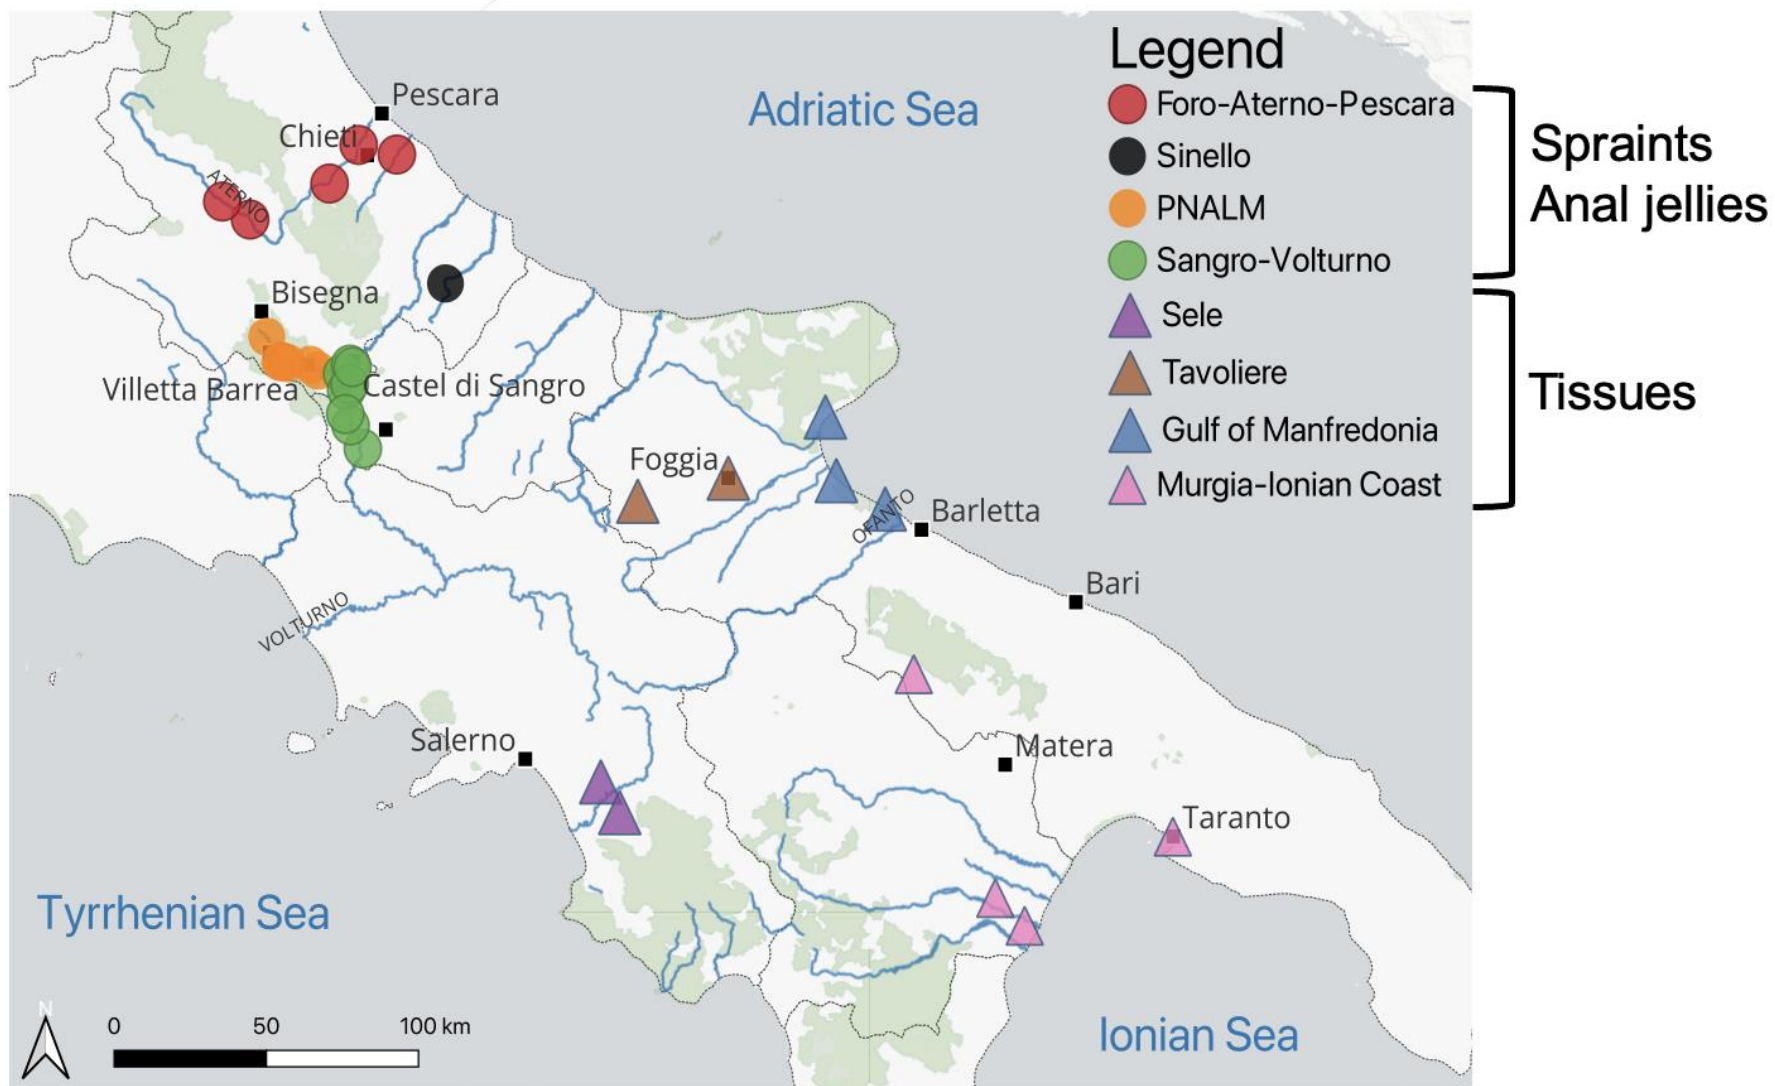 Legend
Foro-Aterno-Pescara
Sinello
PNALM
Sangro-Volturno
Sele
Tavoliere
Gulf of Manfredonia
Murgia-Ionian Coast
Spraints
Anal jellies
Tissues
Pescara
Adriatic Sea
Chieti
ATERNO
Bisegna
Villetta Barrea
Castel di Sangro
Foggia
OFANTO
Barletta
Bari
VOLTURNO
Salerno
Matera
Taranto
Tyrrhenian Sea
Ionian Sea
N
0 50 100 km